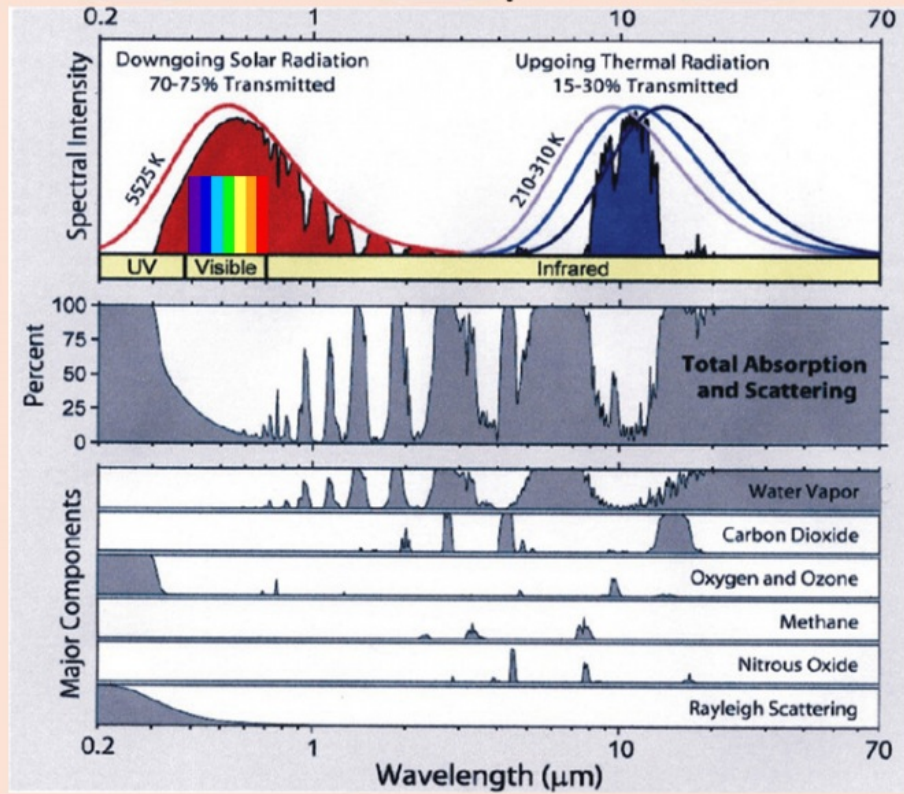 0.2 1 10 70
Spectral Intensity
Downgoing Solar Radiation
70-75% Transmitted
Upgoing Thermal Radiation
15-30% Transmitted
5525 K
210-310 K
UV Visible Infrared
Percent
100
75
50
25
0
Total Absorption
and Scattering
Major Components
Water Vapor
Carbon Dioxide
Oxygen and Ozone
Methane
Nitrous Oxide
Rayleigh Scattering
0.2 1 10 70
Wavelength (μm)